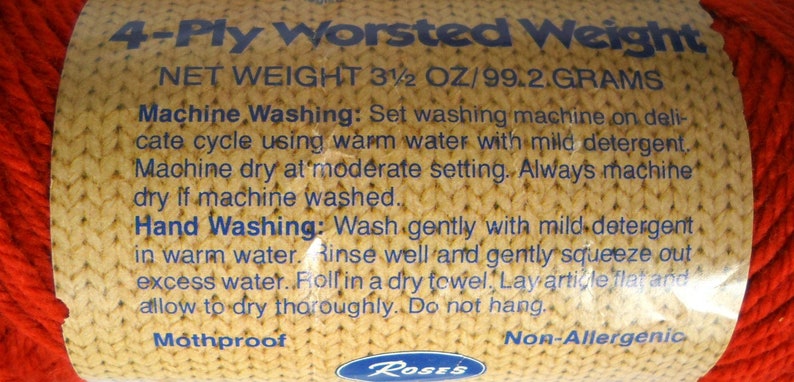 4-Ply Worsted Weight
NET WEIGHT 3½ OZ/99.2 GRAMS
Machine Washing: Set washing machine on deli-
cate cycle using warm water with mild detergent.
Machine dry at moderate setting. Always machine
dry if machine washed.
Hand Washing: Wash gently with mild detergent
in warm water. Rinse well and gently squeeze out
excess water. Roll in a dry towel. Lay article flat and
allow to dry thoroughly. Do not hang.
Mothproof Non-Allergenic
ROSE'S